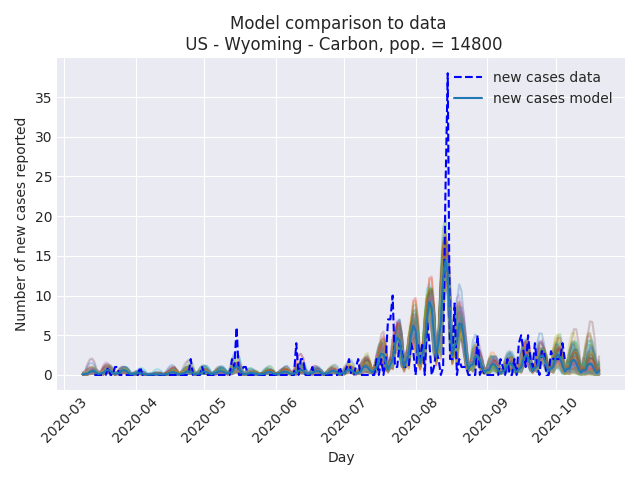 Model comparison to data
US - Wyoming - Carbon, pop. = 14800
new cases data
new cases model
Number of new cases reported
35
30
25
20
15
10
5
0
2020-03
2020-04
2020-05
2020-06
2020-07
2020-08
2020-09
2020-10
Day